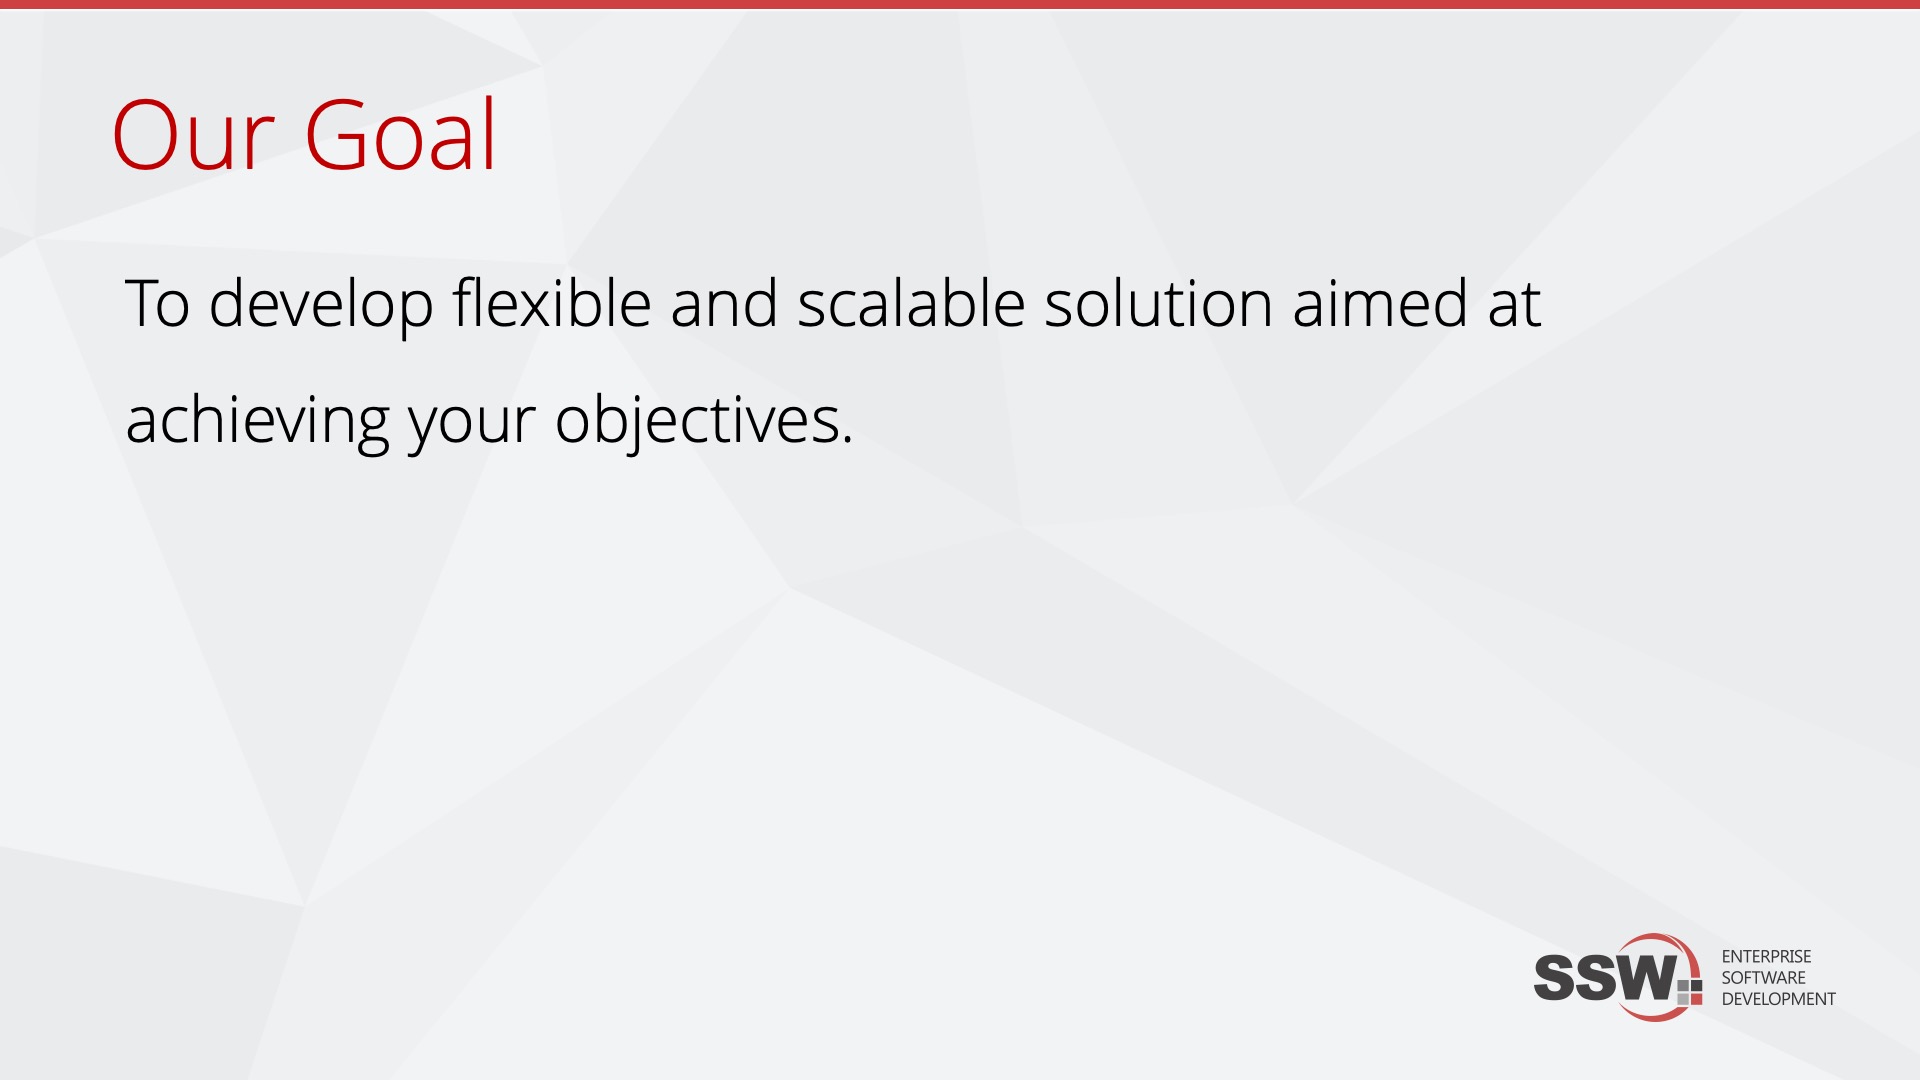 Our Goal
To develop flexible and scalable solution aimed at
achieving your objectives.
SSW
ENTERPRISE
SOFTWARE
DEVELOPMENT